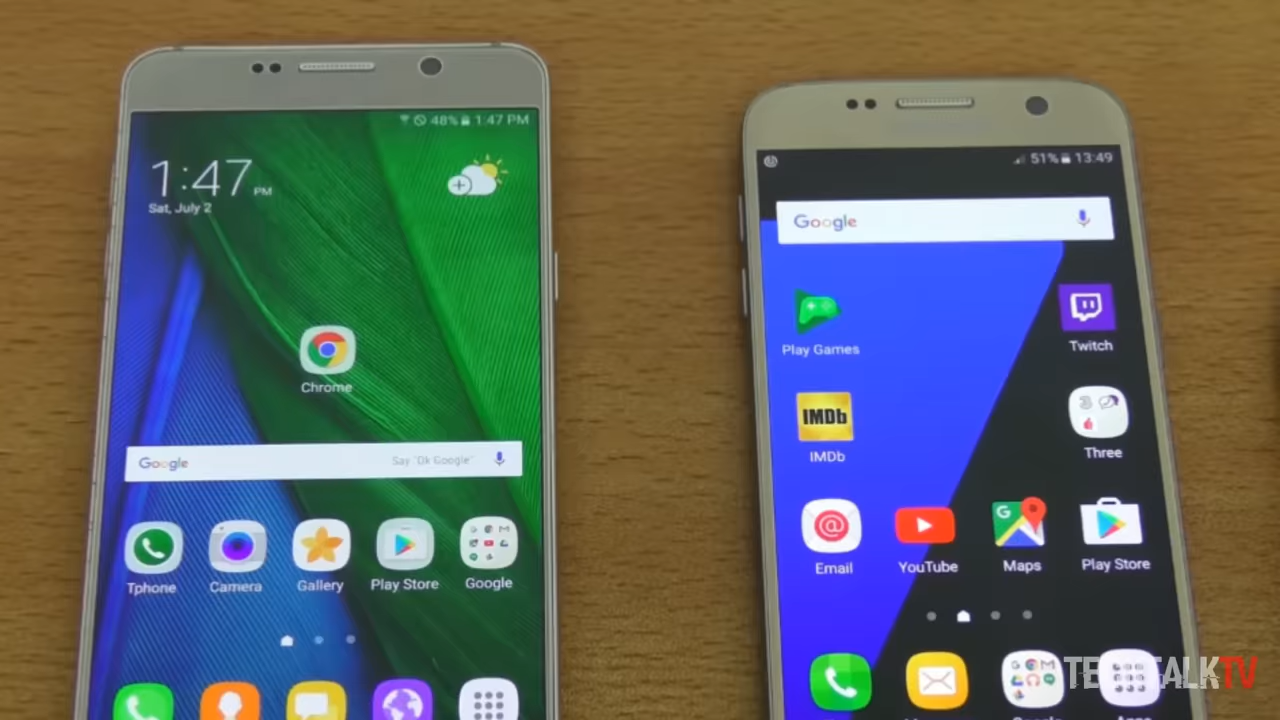 48% 1:47 PM
1:47 PM
Sat, July 2
Chrome
Google Say "Ok Google"
Tphone Camera Gallery Play Store Google
51% 13:49
Google
Play Games
Twitch
IMDb
IMDb
Three
Email YouTube Maps Play Store
TECHTALKTV